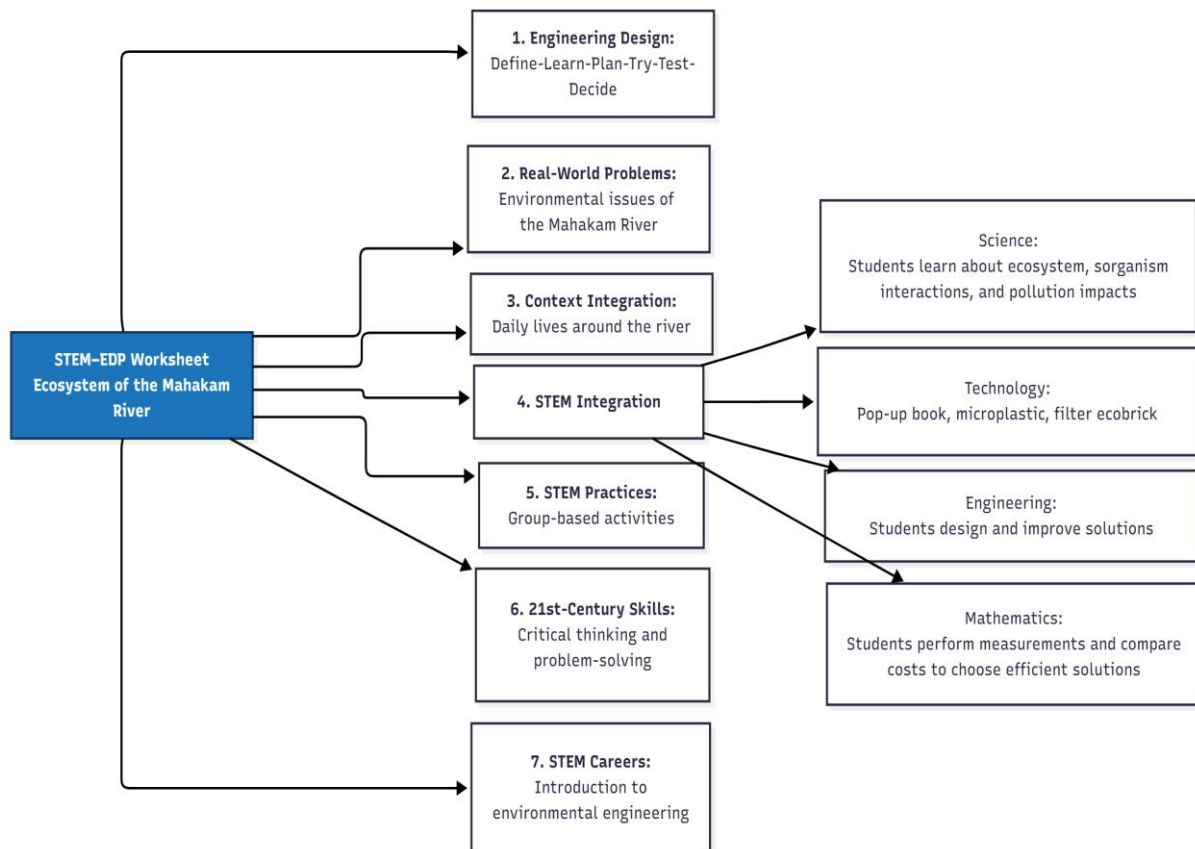 1. Engineering Design:
Define-Learn-Plan-Try-Test-
Decide
2. Real-World Problems:
Environmental issues of
the Mahakam River
3. Context Integration:
Daily lives around the river
STEM–EDP Worksheet
Ecosystem of the Mahakam
River
4. STEM Integration
5. STEM Practices:
Group-based activities
6. 21st-Century Skills:
Critical thinking and
problem-solving
7. STEM Careers:
Introduction to
environmental engineering
Science:
Students learn about ecosystem, sorganism
interactions, and pollution impacts
Technology:
Pop-up book, microplastic, filter ecobrick
Engineering:
Students design and improve solutions
Mathematics:
Students perform measurements and compare
costs to choose efficient solutions